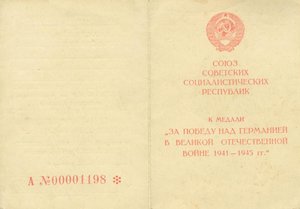 СОЮЗ
СОВЕТСКИХ
СОЦИАЛИСТИЧЕСКИХ
РЕСПУБЛИК
К МЕДАЛИ
„ЗА ПОБЕДУ НАД ГЕРМАНИЕЙ
В ВЕЛИКОЙ ОТЕЧЕСТВЕННОЙ
ВОЙНЕ 1941—1945 гг.“
А №00001198 ✻